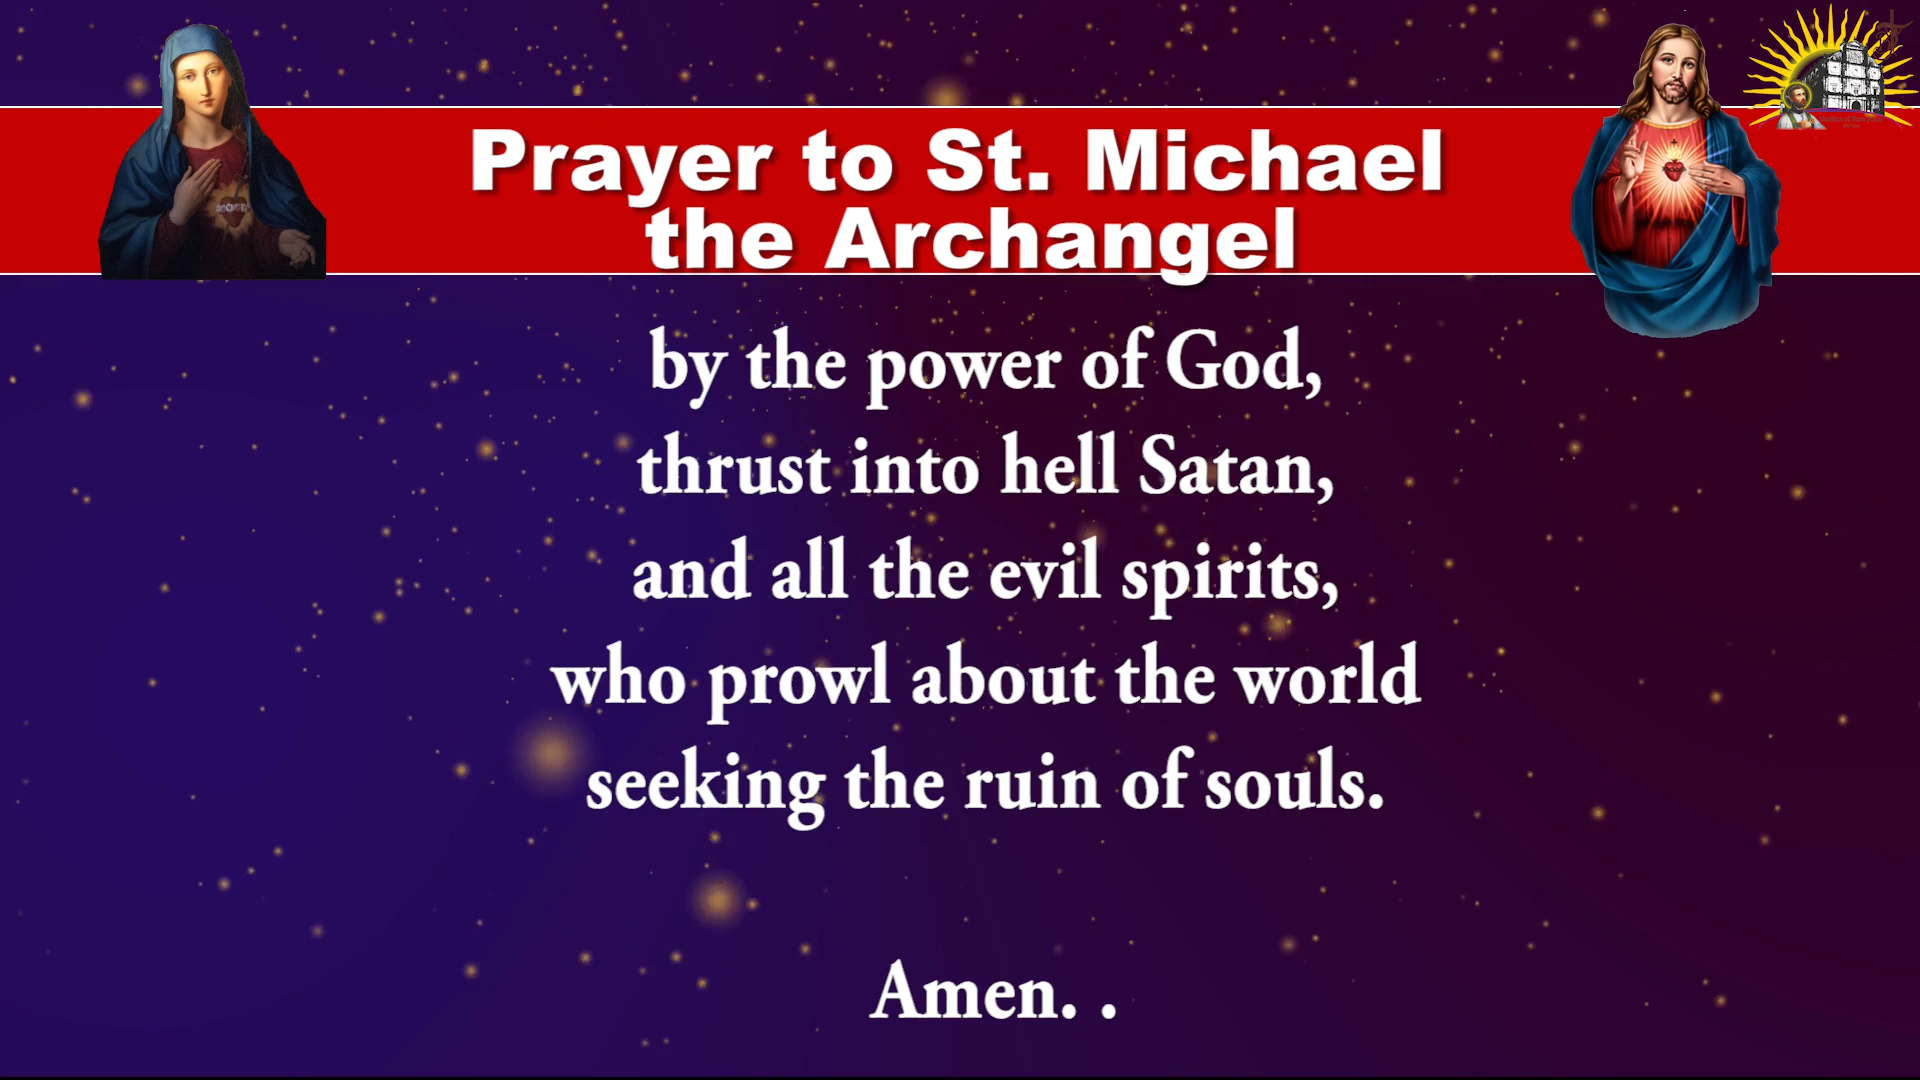 Prayer to St. Michael
the Archangel
by the power of God,
thrust into hell Satan,
and all the evil spirits,
who prowl about the world
seeking the ruin of souls.
Amen. .